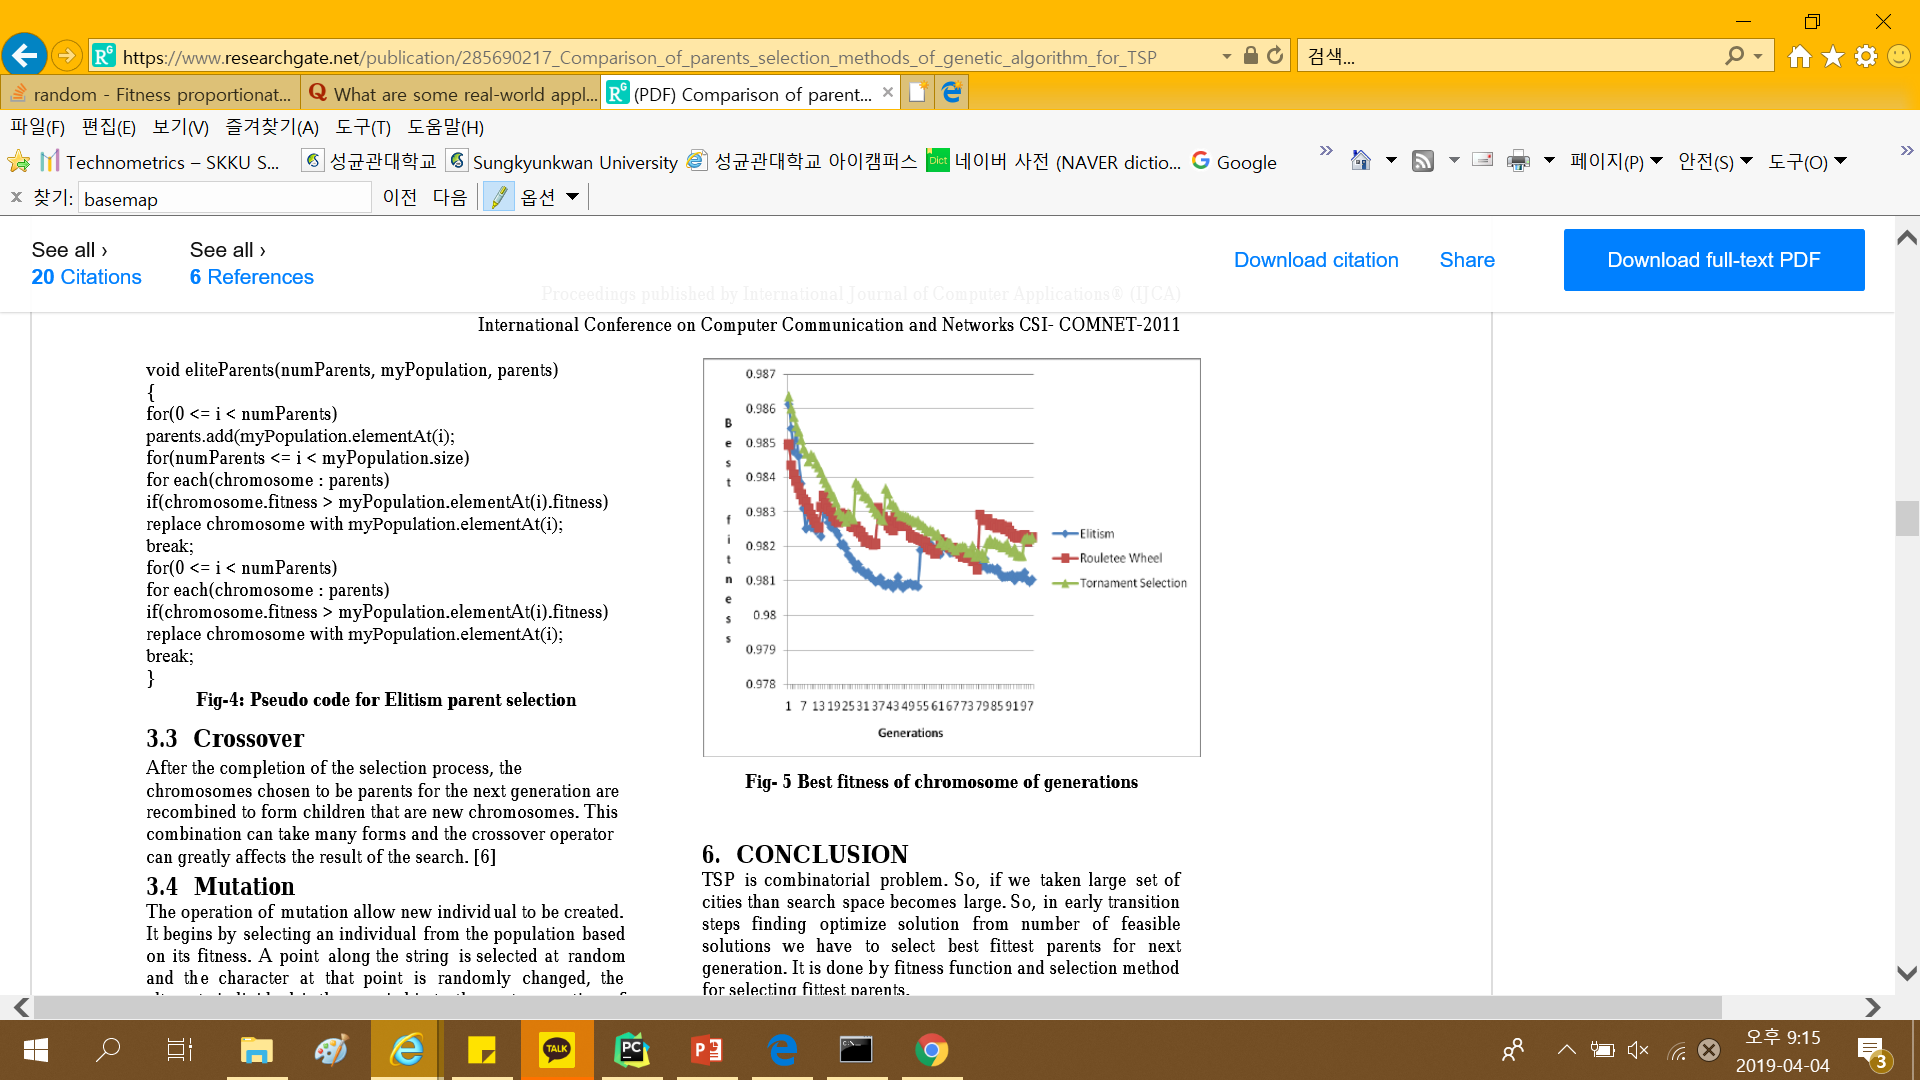 https://www.researchgate.net/publication/285690217_Comparison_of_parents_selection_methods_of_genetic_algorithm_for_TSP
검색...
random - Fitness proportionat...
What are some real-world appl...
(PDF) Comparison of parent...
파일(F) 편집(E) 보기(V) 즐겨찾기(A) 도구(T) 도움말(H)
Technometrics – SKKU S... 성균관대학교 Sungkyunkwan University 성균관대학교 아이캠퍼스 네이버 사전 (NAVER dictio... Google 페이지(P) 안전(S) 도구(O)
x 찾기: basemap 이전 다음 옵션
See all ›
20 Citations
See all ›
6 References
Download citation
Share
Download full-text PDF
Proceedings published by International Journal of Computer Applications® (IJCA)
International Conference on Computer Communication and Networks CSI- COMNET-2011
void eliteParents(numParents, myPopulation, parents)
{
for(0 <= i < numParents)
parents.add(myPopulation.elementAt(i);
for(numParents <= i < myPopulation.size)
for each(chromosome : parents)
if(chromosome.fitness > myPopulation.elementAt(i).fitness)
replace chromosome with myPopulation.elementAt(i);
break;
for(0 <= i < numParents)
for each(chromosome : parents)
if(chromosome.fitness > myPopulation.elementAt(i).fitness)
replace chromosome with myPopulation.elementAt(i);
break;
}
Fig-4: Pseudo code for Elitism parent selection
3.3 Crossover
After the completion of the selection process, the
chromosomes chosen to be parents for the next generation are
recombined to form children that are new chromosomes. This
combination can take many forms and the crossover operator
can greatly affects the result of the search. [6]
3.4 Mutation
The operation of mutation allow new individual to be created.
It begins by selecting an individual from the population based
on its fitness. A point along the string is selected at random
and the character at that point is randomly changed, the
Best fitness
0.987
0.986
0.985
0.984
0.983
0.982
0.981
0.98
0.979
0.978
1 7 13 19 25 31 37 43 49 55 61 67 73 79 85 91 97
Generations
Elitism
Rouletee Wheel
Tornament Selection
Fig- 5 Best fitness of chromosome of generations
6. CONCLUSION
TSP is combinatorial problem. So, if we taken large set of
cities than search space becomes large. So, in early transition
steps finding optimize solution from number of feasible
solutions we have to select best fittest parents for next
generation. It is done by fitness function and selection method
for selecting fittest parents.
TALK
오후 9:15
2019-04-04
3